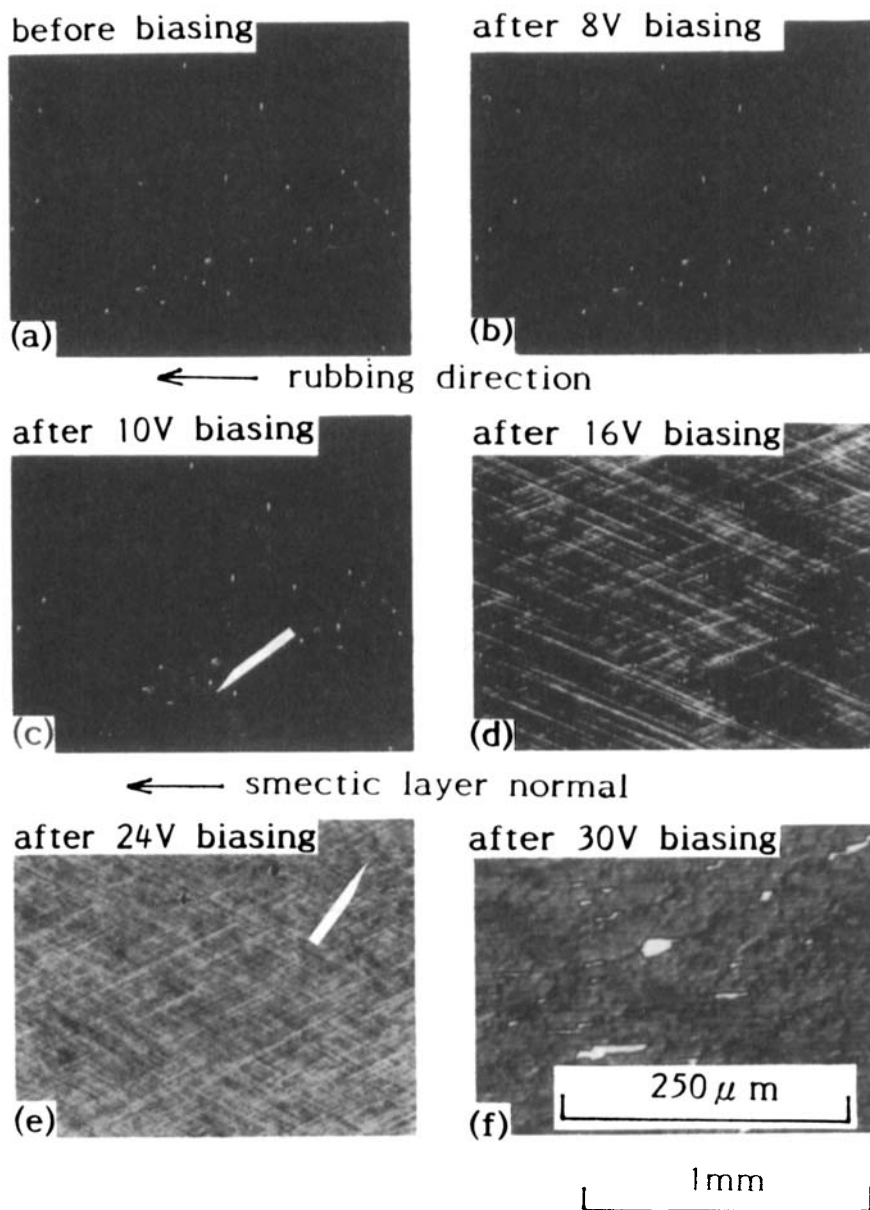 before biasing
after 8V biasing
(a)
(b)
← rubbing direction
after 10V biasing
after 16V biasing
(c)
(d)
← smectic layer normal
after 24V biasing
after 30V biasing
250 μm
(e)
(f)
1mm